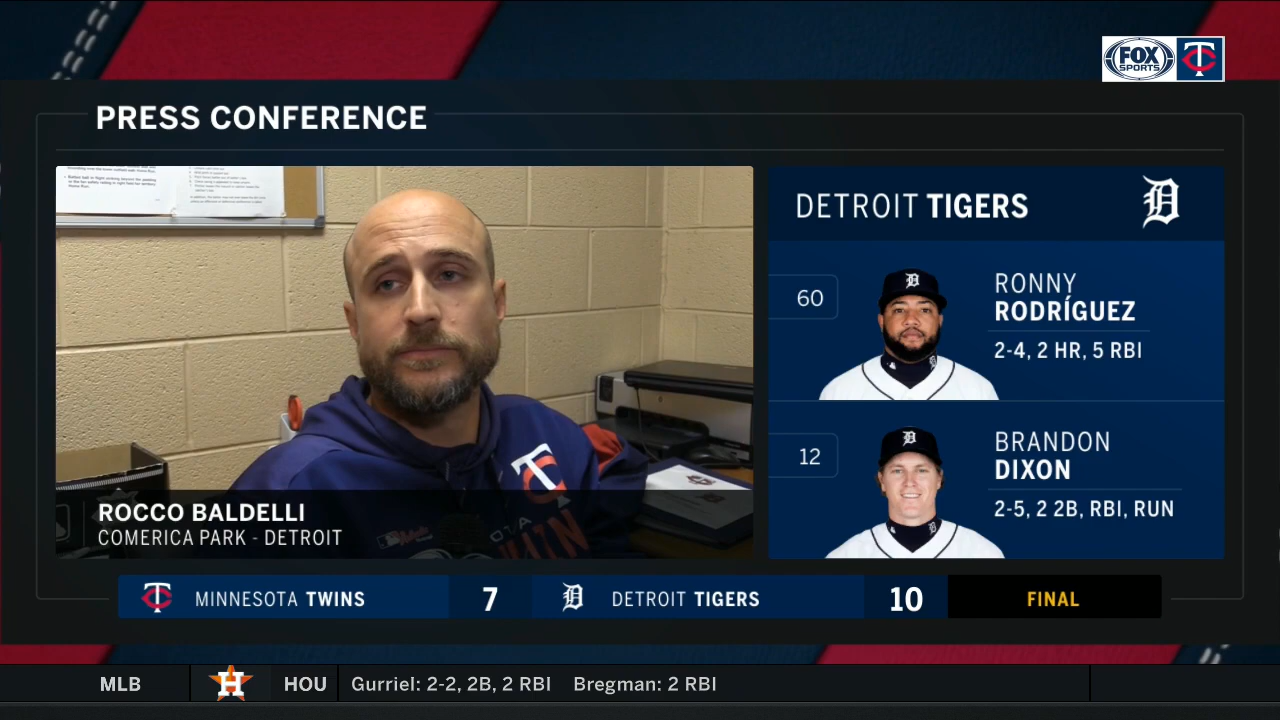 FOX
SPORTS
TC
PRESS CONFERENCE
DETROIT TIGERS
D
60
RONNY
RODRÍGUEZ
2-4, 2 HR, 5 RBI
12
BRANDON
DIXON
2-5, 2 2B, RBI, RUN
ROCCO BALDELLI
COMERICA PARK - DETROIT
MINNESOTA TWINS 7 DETROIT TIGERS 10 FINAL
MLB H HOU Gurriel: 2-2, 2B, 2 RBI Bregman: 2 RBI